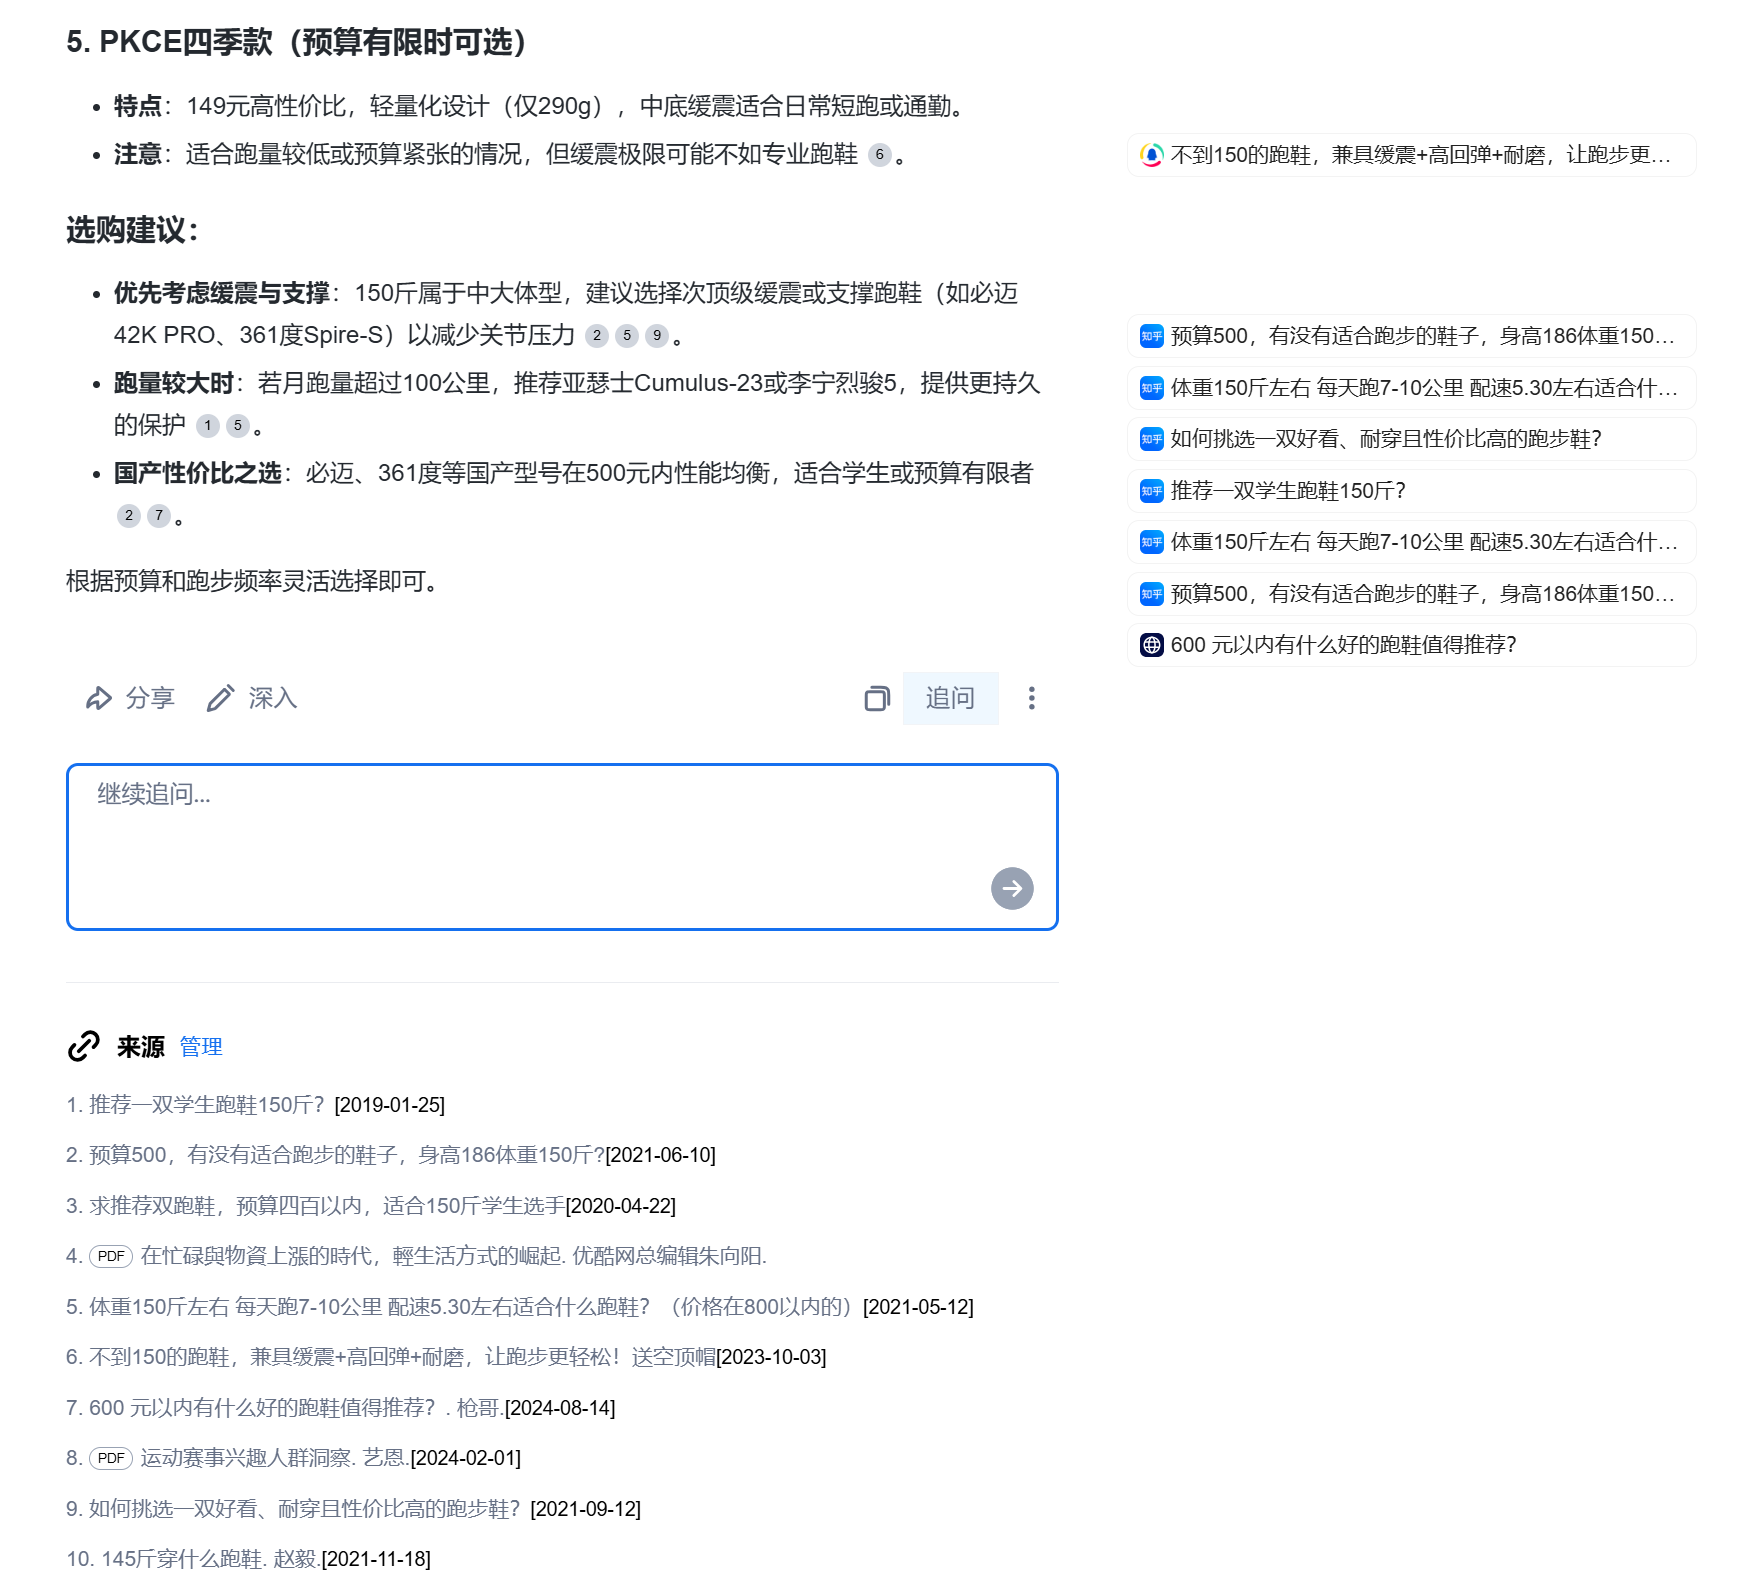 5. PKCE四季款（预算有限时可选）
特点：149元高性价比，轻量化设计（仅290g），中底缓震适合日常短跑或通勤。
注意：适合跑量较低或预算紧张的情况，但缓震极限可能不如专业跑鞋 6 。
不到150的跑鞋，兼具缓震+高回弹+耐磨，让跑步更...
选购建议：
优先考虑缓震与支撑：150斤属于中大体型，建议选择次顶级缓震或支撑跑鞋（如必迈
42K PRO、361度Spire-S）以减少关节压力 2 5 9 。
跑量较大时：若月跑量超过100公里，推荐亚瑟士Cumulus-23或李宁烈骏5，提供更持久
的保护 1 5 。
国产性价比之选：必迈、361度等国产型号在500元内性能均衡，适合学生或预算有限者
2 7 。
知乎 预算500，有没有适合跑步的鞋子，身高186体重150...
知乎 体重150斤左右 每天跑7-10公里 配速5.30左右适合什...
知乎 如何挑选一双好看、耐穿且性价比高的跑步鞋？
知乎 推荐一双学生跑鞋150斤？
知乎 体重150斤左右 每天跑7-10公里 配速5.30左右适合什...
知乎 预算500，有没有适合跑步的鞋子，身高186体重150...
600 元以内有什么好的跑鞋值得推荐？
根据预算和跑步频率灵活选择即可。
分享 深入 追问
继续追问...
来源 管理
1. 推荐一双学生跑鞋150斤？[2019-01-25]
2. 预算500，有没有适合跑步的鞋子，身高186体重150斤?[2021-06-10]
3. 求推荐双跑鞋，预算四百以内，适合150斤学生选手[2020-04-22]
4. PDF 在忙碌與物資上漲的時代，輕生活方式的崛起. 优酷网总编辑朱向阳.
5. 体重150斤左右 每天跑7-10公里 配速5.30左右适合什么跑鞋？（价格在800以内的）[2021-05-12]
6. 不到150的跑鞋，兼具缓震+高回弹+耐磨，让跑步更轻松！送空顶帽[2023-10-03]
7. 600 元以内有什么好的跑鞋值得推荐？. 枪哥.[2024-08-14]
8. PDF 运动赛事兴趣人群洞察. 艺恩.[2024-02-01]
9. 如何挑选一双好看、耐穿且性价比高的跑步鞋？[2021-09-12]
10. 145斤穿什么跑鞋. 赵毅.[2021-11-18]